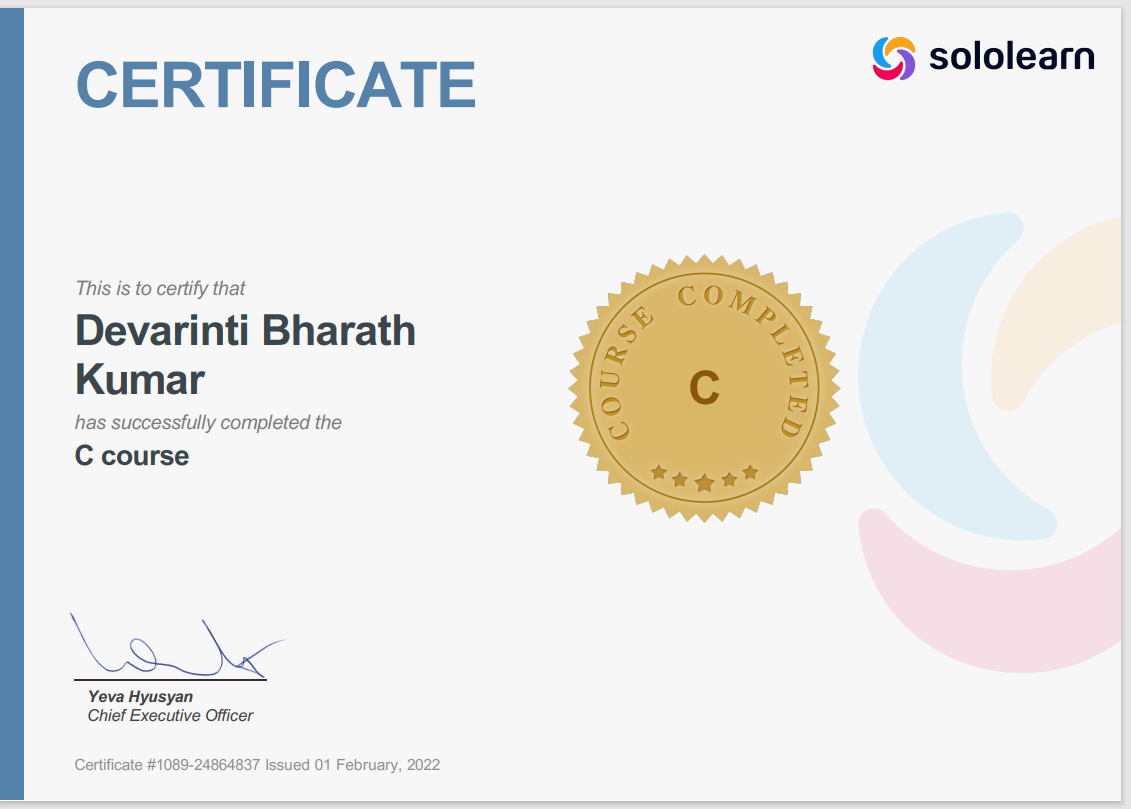 CERTIFICATE
sololearn
This is to certify that
Devarinti Bharath
Kumar
has successfully completed the
C course
COURSE COMPLETED
C
Yeva Hyusyan
Chief Executive Officer
Certificate #1089-24864837 Issued 01 February, 2022